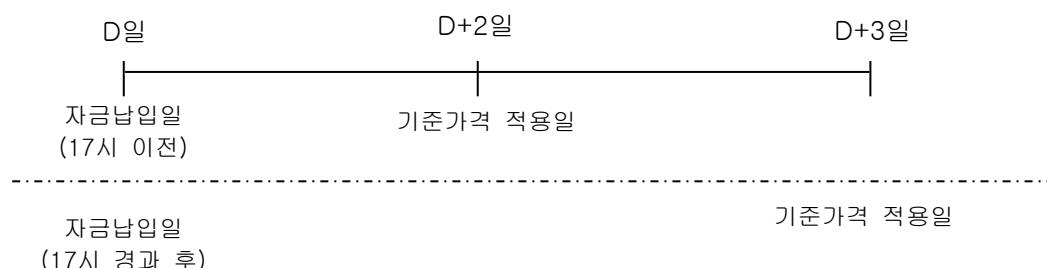 D일
D+2일
D+3일
자금납입일
(17시 이전)
기준가격 적용일
기준가격 적용일
자금납입일
(17시 경과 후)